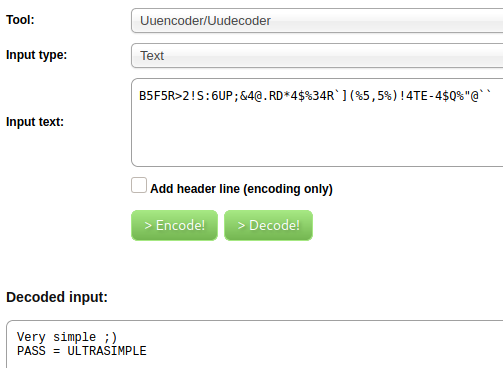 Tool:
Uuencoder/Uudecoder
Input type:
Text
Input text:
B5F5R>2!S:6UP;&4@.RD*4$%34R`](%5,5%)!4TE-4$Q%"@``
Add header line (encoding only)
> Encode! > Decode!
Decoded input:
Very simple ;)
PASS = ULTRASIMPLE